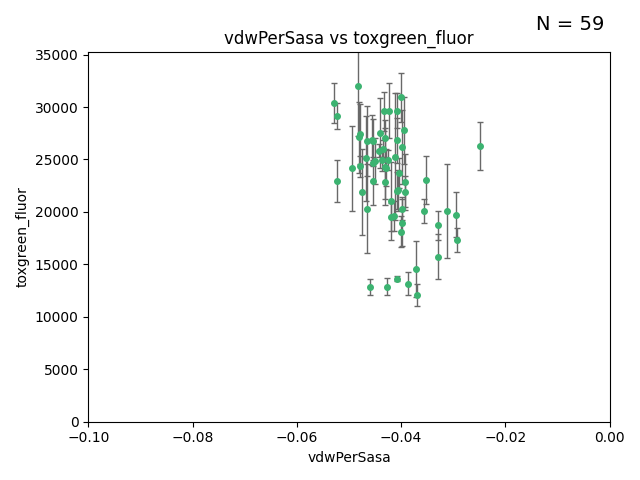 N = 59
vdwPerSasa vs toxgreen_fluor
35000
30000
25000
20000
15000
10000
5000
0
toxgreen_fluor
−0.10 −0.08 −0.06 −0.04 −0.02 0.00
vdwPerSasa